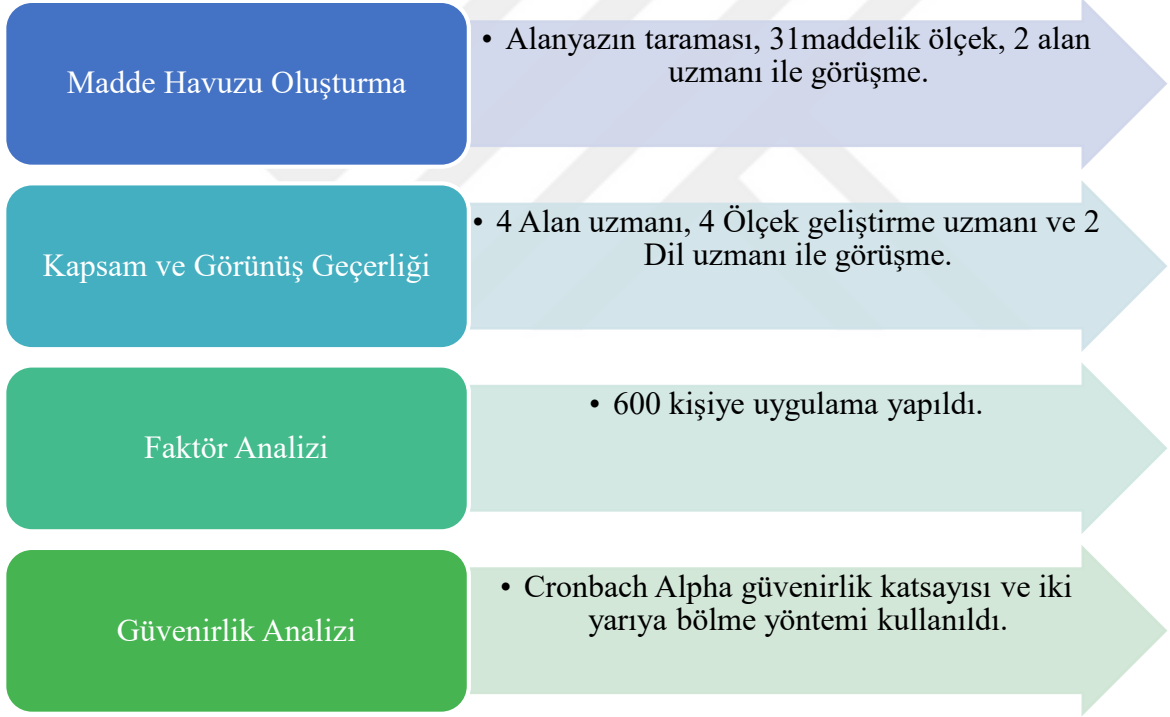 Madde Havuzu Oluşturma
• Alanyazın taraması, 31maddelik ölçek, 2 alan
uzmanı ile görüşme.
Kapsam ve Görünüş Geçerliği
• 4 Alan uzmanı, 4 Ölçek geliştirme uzmanı ve 2
Dil uzmanı ile görüşme.
Faktör Analizi
• 600 kişiye uygulama yapıldı.
Güvenirlik Analizi
• Cronbach Alpha güvenirlik katsayısı ve iki
yarıya bölme yöntemi kullanıldı.